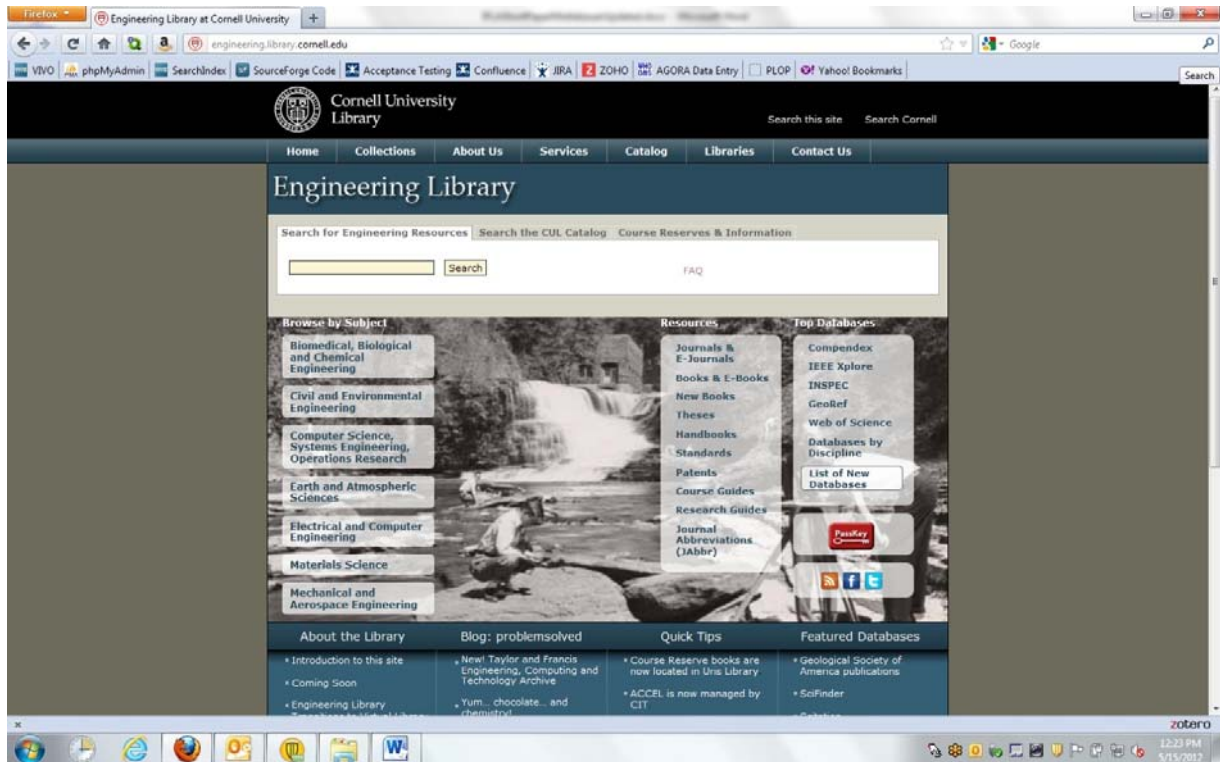 Firefox
Engineering Library at Cornell University
engineering.library.cornell.edu
Google
VIVO
phpMyAdmin
SearchIndex
SourceForge Code
Acceptance Testing
Confluence
JIRA
ZOHO
AGORA Data Entry
PLOP
Yahoo! Bookmarks
Search
Cornell University
Library
Search this site
Search Cornell
Home
Collections
About Us
Services
Catalog
Libraries
Contact Us
Engineering Library
Search for Engineering Resources
Search the CUL Catalog
Course Reserves & Information
Search
FAQ
Browse by Subject
Biomedical, Biological
and Chemical
Engineering
Civil and Environmental
Engineering
Computer Science,
Systems Engineering,
Operations Research
Earth and Atmospheric
Sciences
Electrical and Computer
Engineering
Materials Science
Mechanical and
Aerospace Engineering
Resources
Journals &
E-Journals
Books & E-Books
New Books
Theses
Handbooks
Standards
Patents
Course Guides
Research Guides
Journal
Abbreviations
(JAbbr)
Top Databases
Compendex
IEEE Xplore
INSPEC
GeoRef
Web of Science
Databases by
Discipline
List of New
Databases
PassKey
About the Library
Introduction to this site
Coming Soon
Engineering Library
Blog: problemsolved
New! Taylor and Francis
Engineering, Computing and
Technology Archive
Yum... chocolate... and
chemistry!
Quick Tips
Course Reserve books are
now located in Uris Library
ACCEL is now managed by
CIT
Featured Databases
Geological Society of
America publications
SciFinder
zotero
12:23 PM
5/15/2012